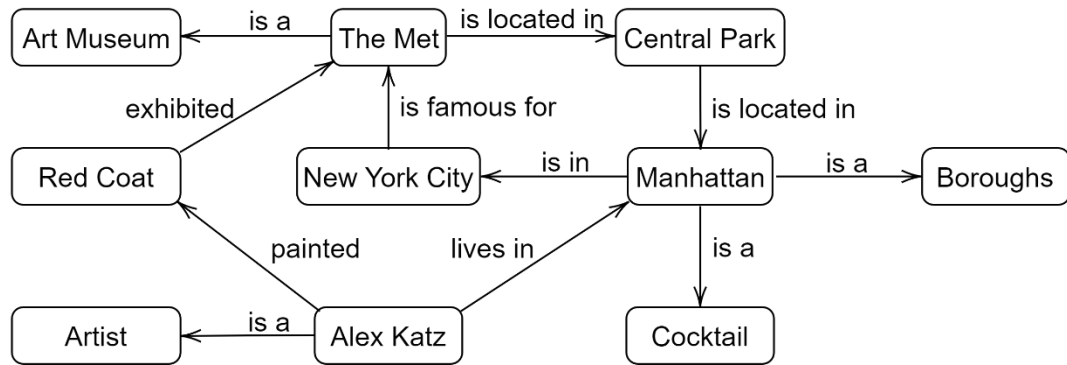 Art Museum
is a
The Met
is located in
Central Park
exhibited
is famous for
is located in
Red Coat
New York City
is in
Manhattan
is a
Boroughs
painted
lives in
is a
Artist
is a
Alex Katz
Cocktail